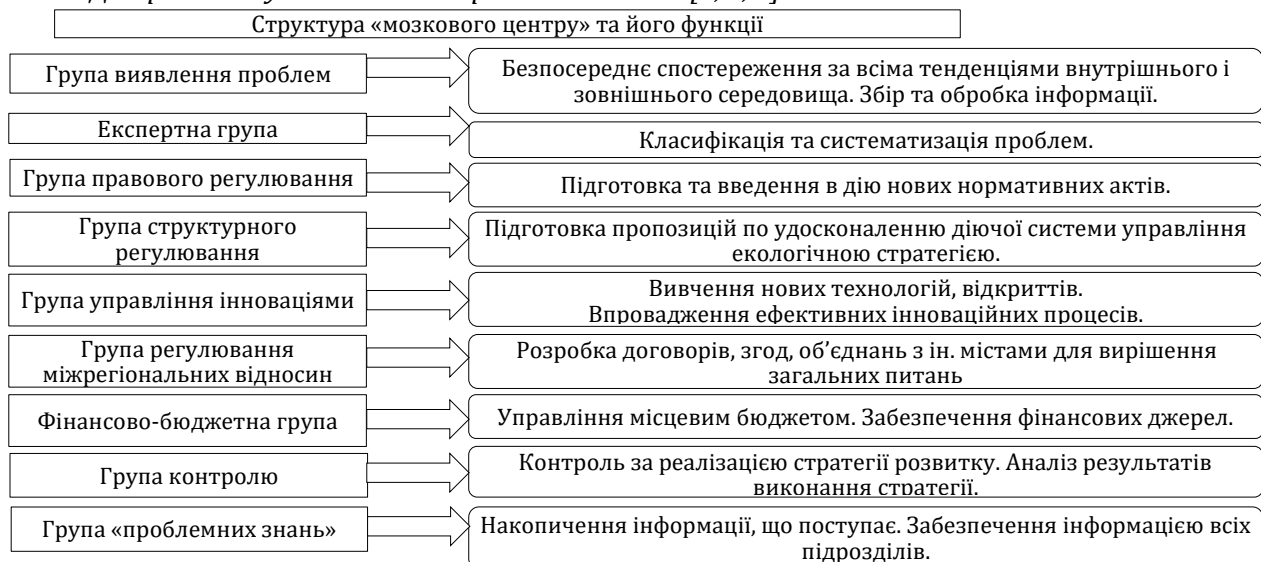 Структура «мозкового центру» та його функції
Група виявлення проблем
Безпосереднє спостереження за всіма тенденціями внутрішнього і
зовнішнього середовища. Збір та обробка інформації.
Експертна група
Класифікація та систематизація проблем.
Група правового регулювання
Підготовка та введення в дію нових нормативних актів.
Група структурного
регулювання
Підготовка пропозицій по удосконаленню діючої системи управління
екологічною стратегією.
Група управління інноваціями
Вивчення нових технологій, відкриттів.
Впровадження ефективних інноваційних процесів.
Група регулювання
міжрегіональних відносин
Розробка договорів, згод, об’єднань з ін. містами для вирішення
загальних питань
Фінансово-бюджетна група
Управління місцевим бюджетом. Забезпечення фінансових джерел.
Група контролю
Контроль за реалізацією стратегії розвитку. Аналіз результатів
виконання стратегії.
Група «проблемних знань»
Накопичення інформації, що поступає. Забезпечення інформацією всіх
підрозділів.